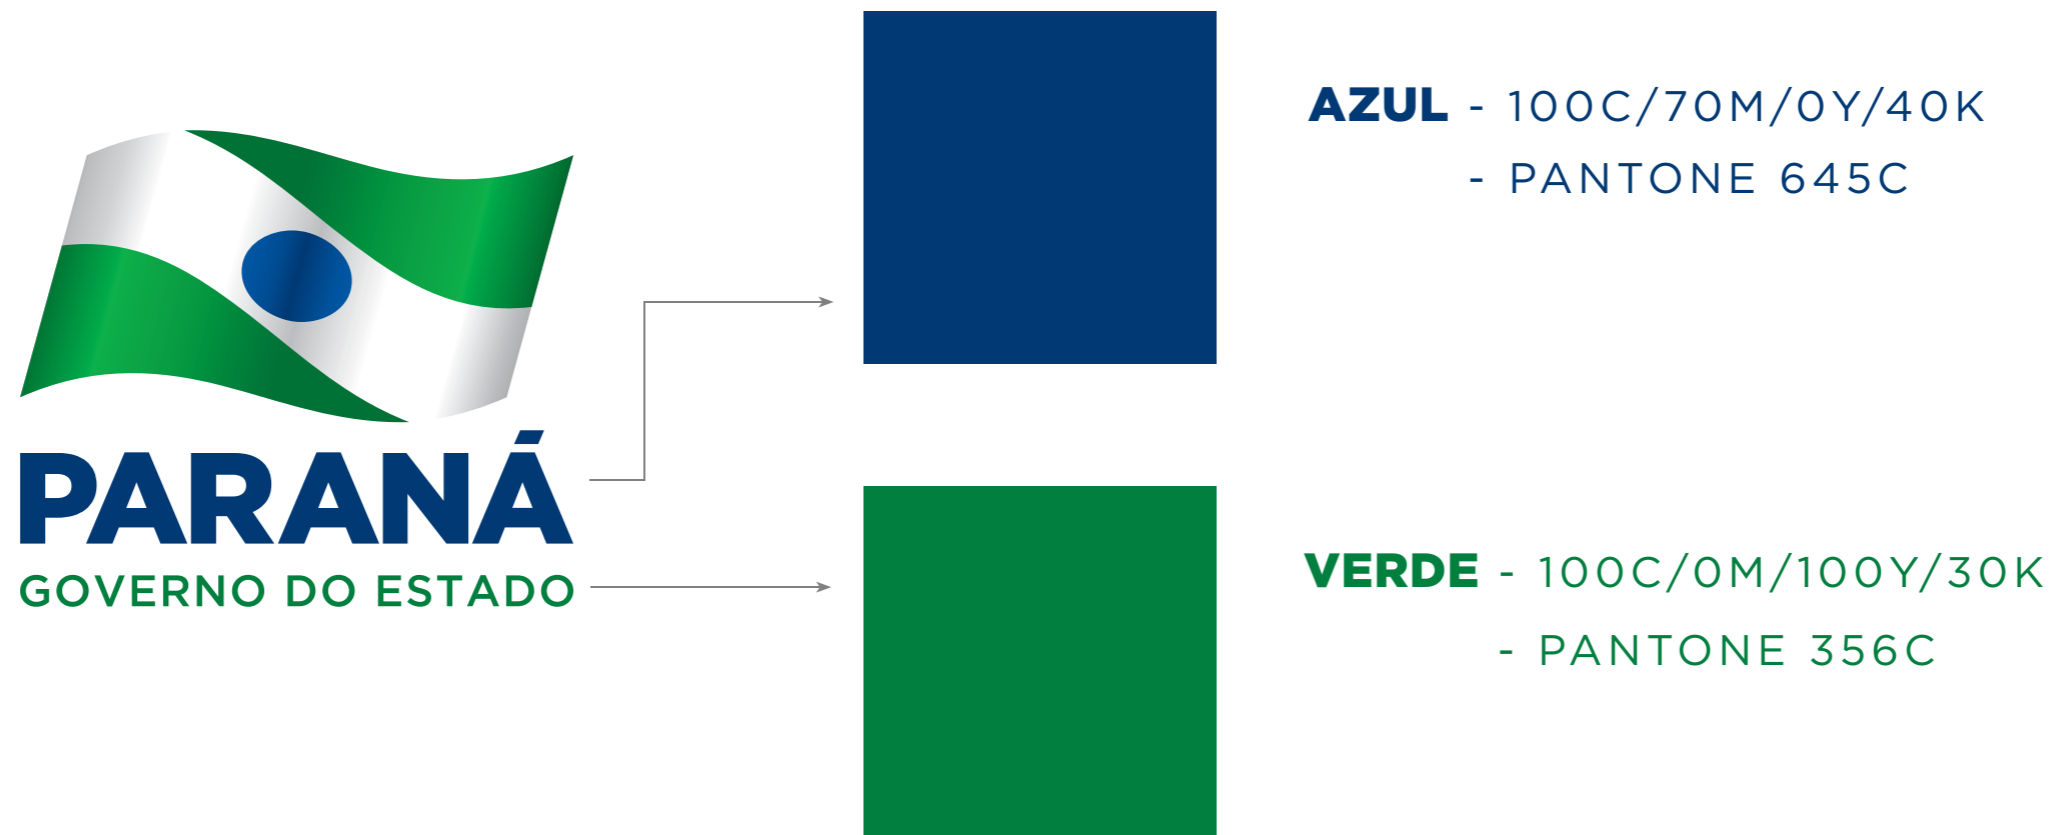 PARANÁ
GOVERNO DO ESTADO
AZUL - 100C/70M/0Y/40K
- PANTONE 645C
VERDE - 100C/0M/100Y/30K
- PANTONE 356C